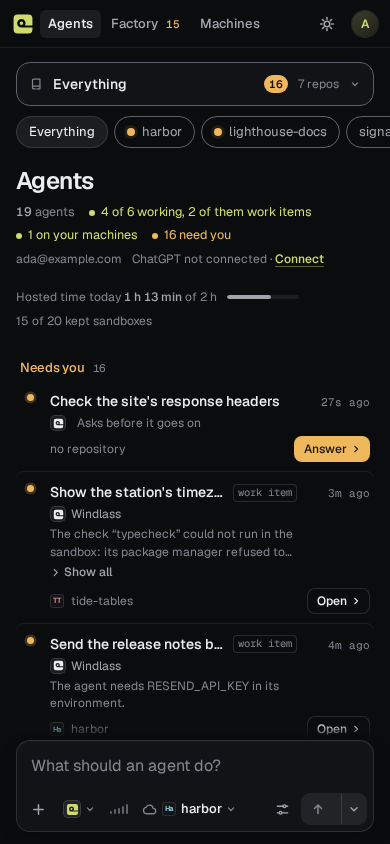 Agents
Factory 15
Machines
A
Everything 16 7 repos
Everything
harbor
lighthouse-docs
signa
Agents
19 agents 4 of 6 working, 2 of them work items
1 on your machines 16 need you
ada@example.com ChatGPT not connected · Connect
Hosted time today 1 h 13 min of 2 h
15 of 20 kept sandboxes
Needs you 16
Check the site's response headers 27s ago
Asks before it goes on
no repository Answer
Show the station's timez… work item 3m ago
Windlass
The check “typecheck” could not run in the
sandbox: its package manager refused to…
Show all
TT tide-tables Open
Send the release notes b… work item 4m ago
Windlass
The agent needs RESEND_API_KEY in its
environment.
Ha harbor Open
What should an agent do?
Ha harbor